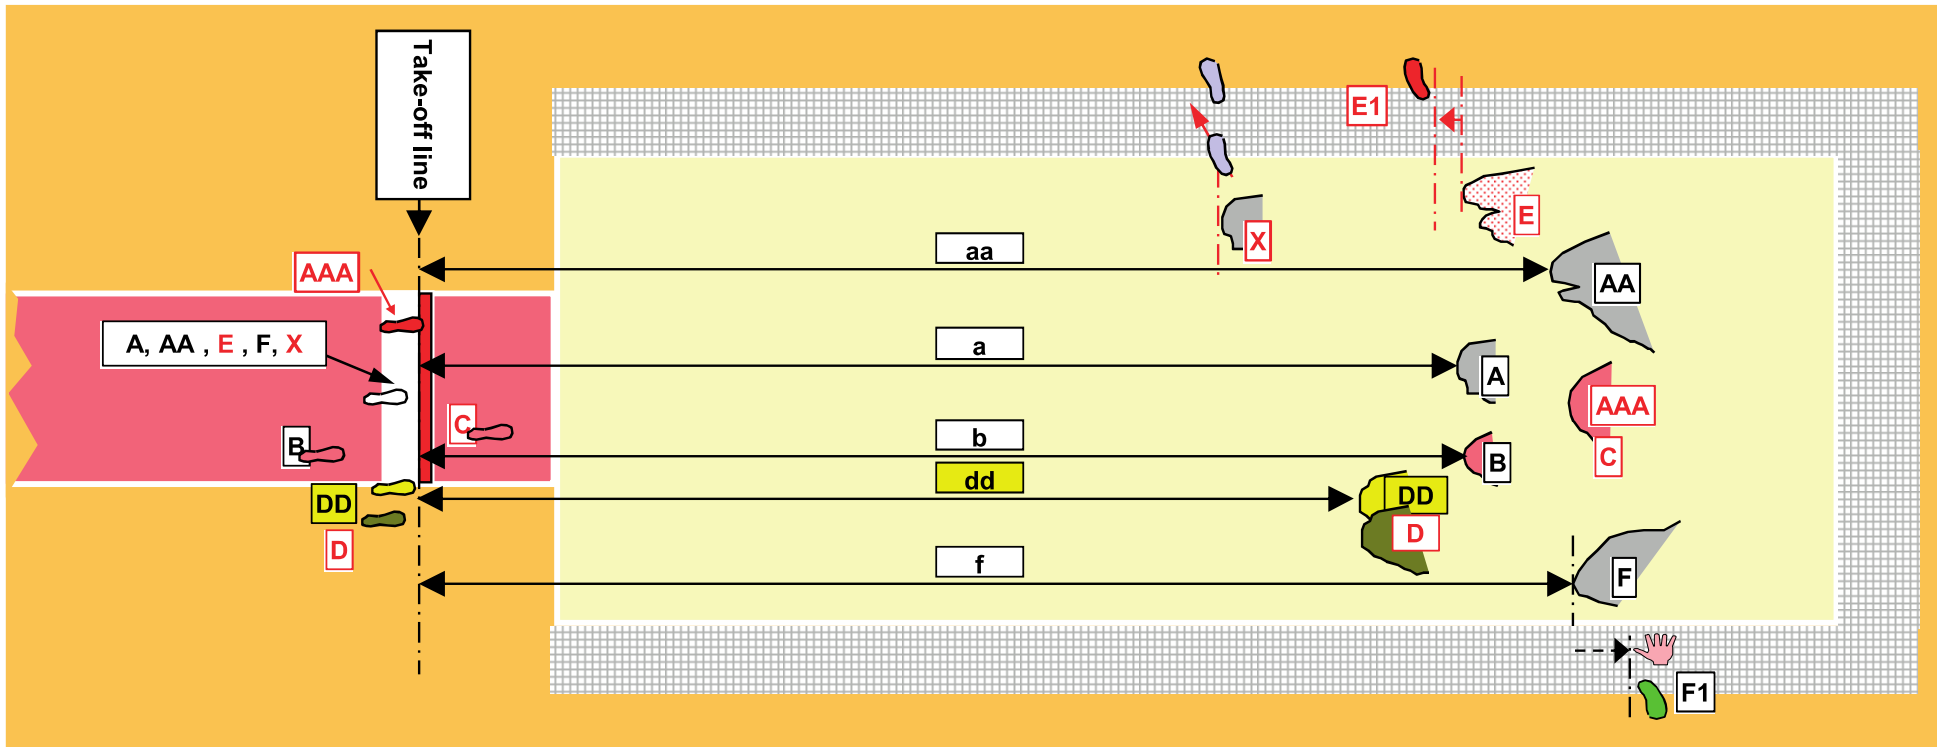 Take-off line
E1
E
X
aa
AA
AAA
A, AA , E , F, X
a
A
AAA
C
B
C
b
B
dd
DD
DD
D
D
f
F
F1